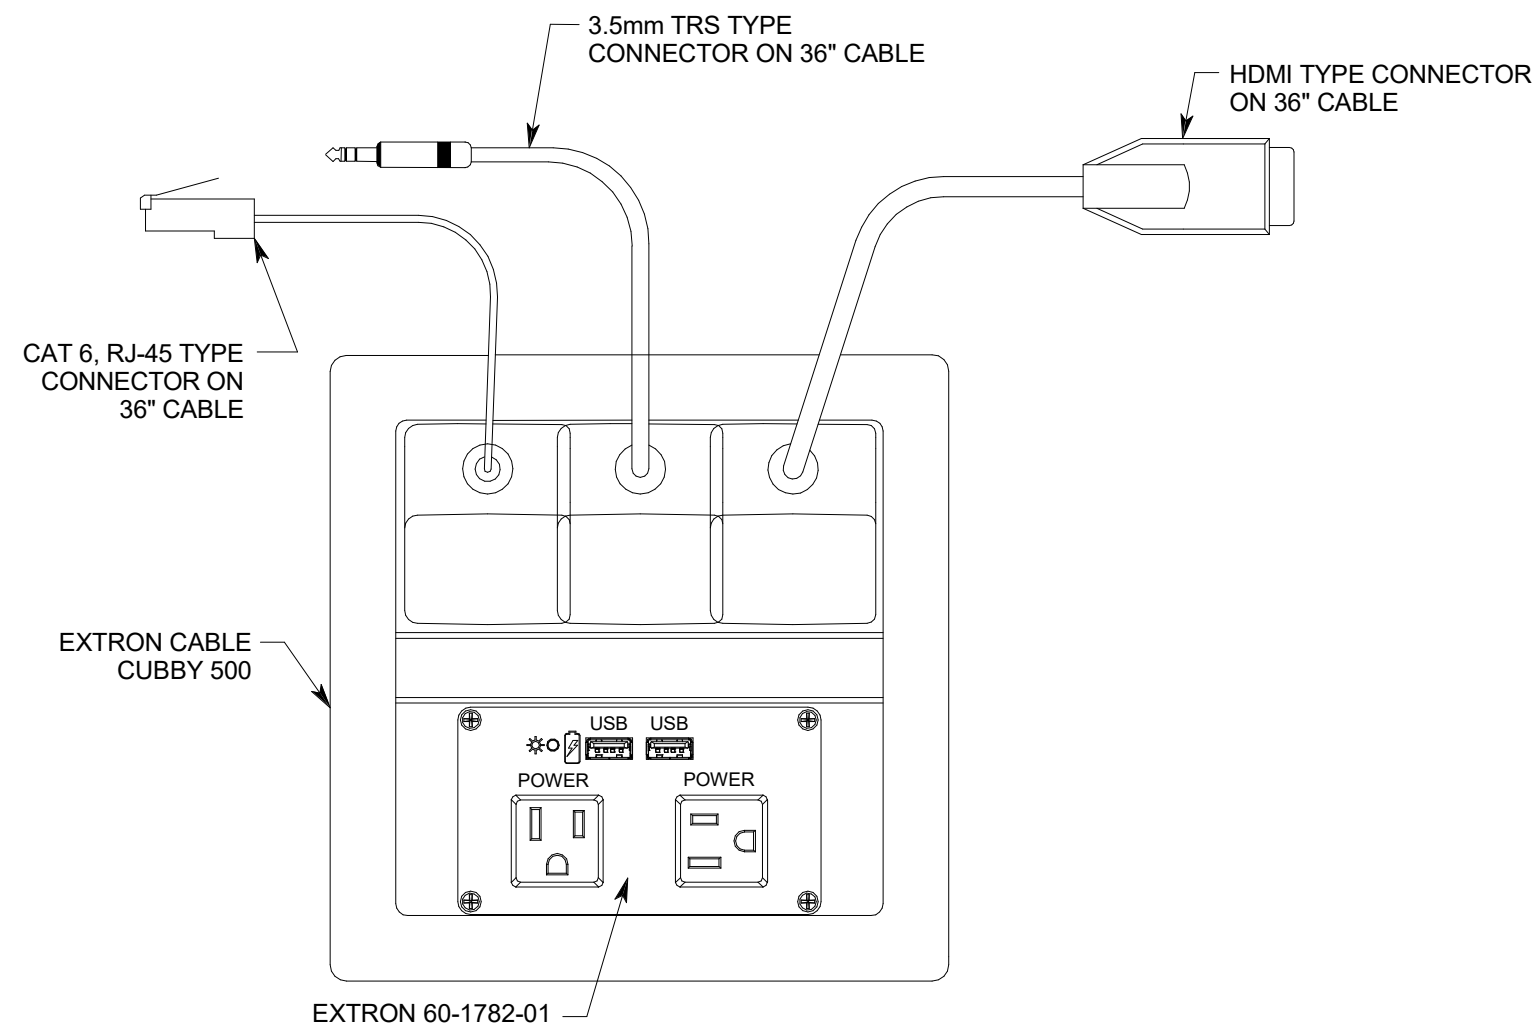 3.5mm TRS TYPE
CONNECTOR ON 36" CABLE
HDMI TYPE CONNECTOR
ON 36" CABLE
CAT 6, RJ-45 TYPE
CONNECTOR ON
36" CABLE
EXTRON CABLE
CUBBY 500
USB USB
POWER POWER
EXTRON 60-1782-01